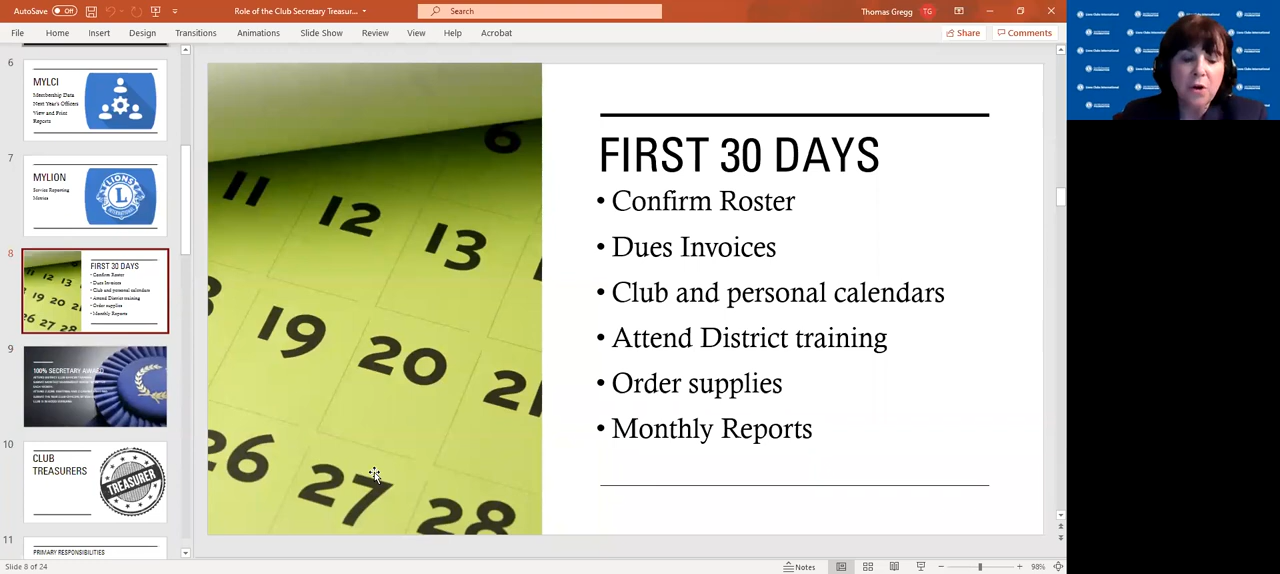 AutoSave Off
Role of the Club Secretary Treasur...
Search
Thomas Gregg TG
File Home Insert Design Transitions Animations Slide Show Review View Help Acrobat
Share Comments
6
MYLCI
Membership Data
Next Year's Officers
View and Print
Reports
7
MYLION
Service Reporting
Metrics
LIONS
L
INTERNATIONAL
8
FIRST 30 DAYS
• Confirm Roster
• Dues Invoices
• Club and personal calendars
• Attend District training
• Order supplies
• Monthly Reports
9
100% SECRETARY AWARD
10
CLUB
TREASURERS
TREASURER
11
PRIMARY RESPONSIBILITIES
6
11 12 13
19 20 21
26 27 28
FIRST 30 DAYS
• Confirm Roster
• Dues Invoices
• Club and personal calendars
• Attend District training
• Order supplies
• Monthly Reports
Slide 8 of 24
Notes
98%